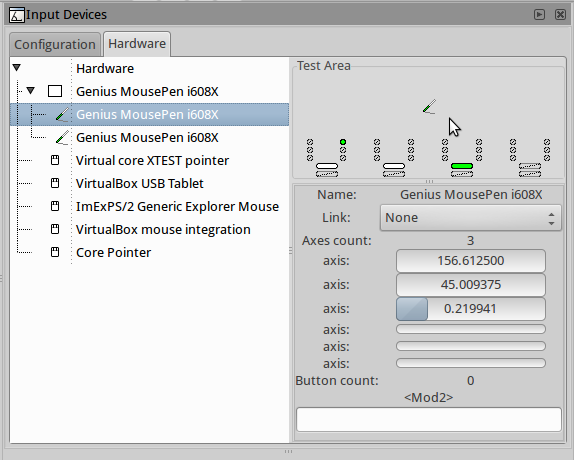 Input Devices
Configuration
Hardware
Hardware
Genius MousePen i608X
Genius MousePen i608X
Genius MousePen i608X
Virtual core XTEST pointer
VirtualBox USB Tablet
ImExPS/2 Generic Explorer Mouse
VirtualBox mouse integration
Core Pointer
Test Area
Name: Genius MousePen i608X
Link: None
Axes count: 3
axis: 156.612500
axis: 45.009375
axis: 0.219941
axis:
axis:
axis:
Button count: 0
<Mod2>